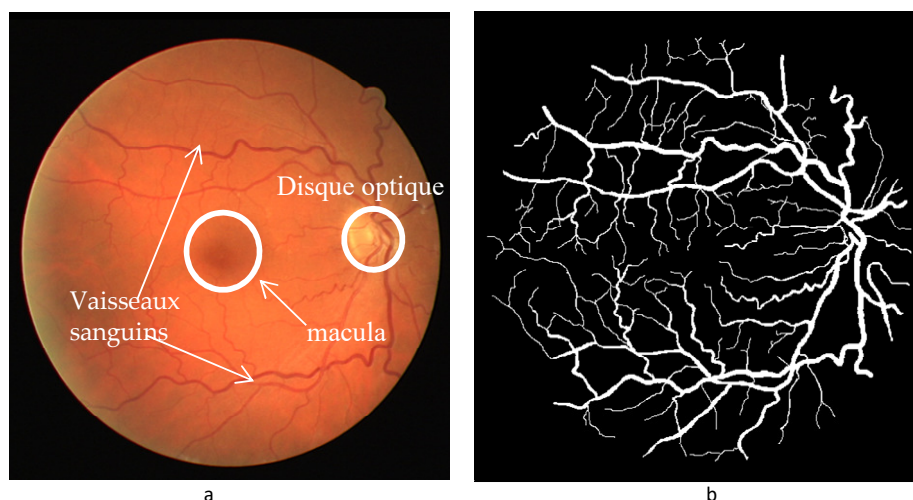 Disque optique
Vaisseaux
sanguins
macula
a
b